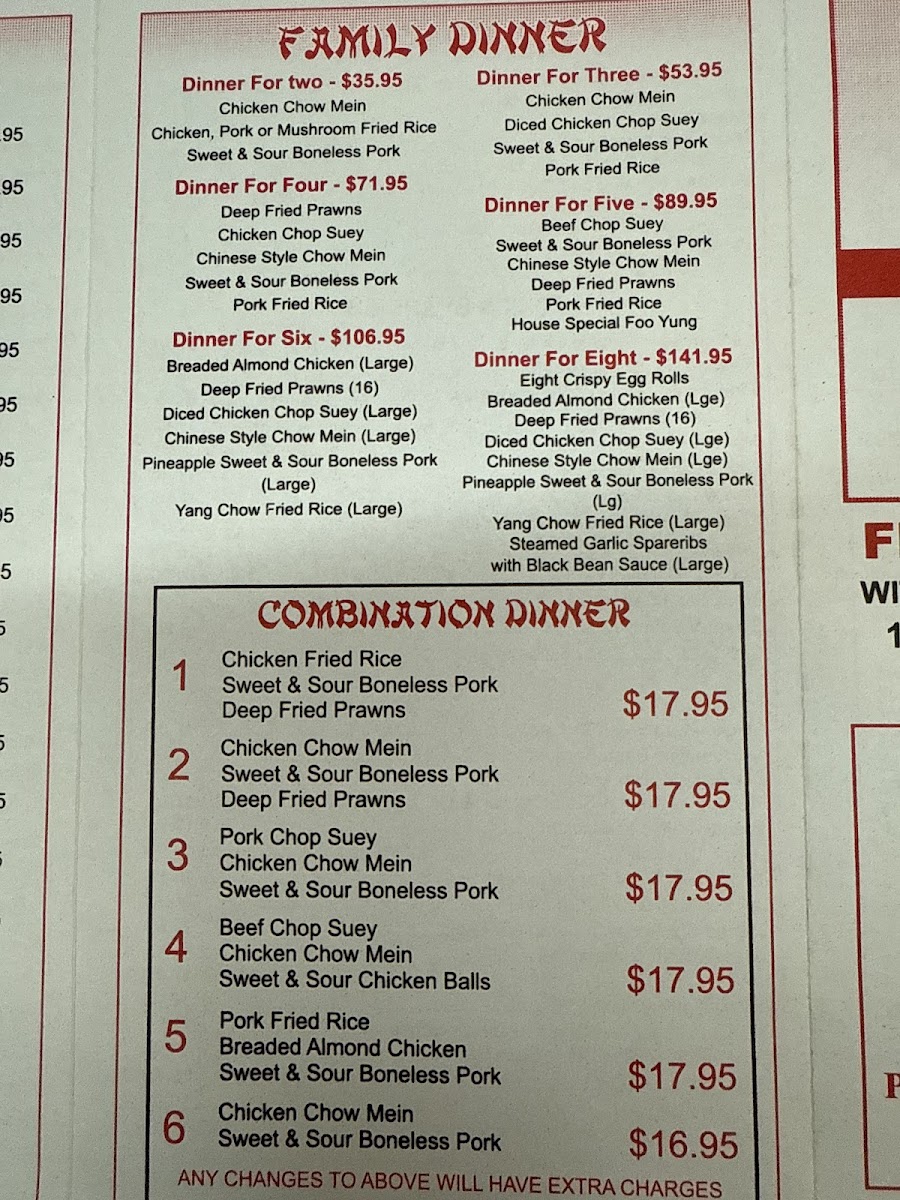 FAMILY DINNER
Dinner For two - $35.95
Chicken Chow Mein
Chicken, Pork or Mushroom Fried Rice
Sweet & Sour Boneless Pork
Dinner For Three - $53.95
Chicken Chow Mein
Diced Chicken Chop Suey
Sweet & Sour Boneless Pork
Pork Fried Rice
Dinner For Four - $71.95
Deep Fried Prawns
Chicken Chop Suey
Chinese Style Chow Mein
Sweet & Sour Boneless Pork
Pork Fried Rice
Dinner For Five - $89.95
Beef Chop Suey
Sweet & Sour Boneless Pork
Chinese Style Chow Mein
Deep Fried Prawns
Pork Fried Rice
House Special Foo Yung
Dinner For Six - $106.95
Breaded Almond Chicken (Large)
Deep Fried Prawns (16)
Diced Chicken Chop Suey (Large)
Chinese Style Chow Mein (Large)
Pineapple Sweet & Sour Boneless Pork
(Large)
Yang Chow Fried Rice (Large)
Dinner For Eight - $141.95
Eight Crispy Egg Rolls
Breaded Almond Chicken (Lge)
Deep Fried Prawns (16)
Diced Chicken Chop Suey (Lge)
Chinese Style Chow Mein (Lge)
Pineapple Sweet & Sour Boneless Pork
(Lg)
Yang Chow Fried Rice (Large)
Steamed Garlic Spareribs
with Black Bean Sauce (Large)
COMBINATION DINNER
1 Chicken Fried Rice
Sweet & Sour Boneless Pork
Deep Fried Prawns $17.95
2 Chicken Chow Mein
Sweet & Sour Boneless Pork
Deep Fried Prawns $17.95
3 Pork Chop Suey
Chicken Chow Mein
Sweet & Sour Boneless Pork $17.95
4 Beef Chop Suey
Chicken Chow Mein
Sweet & Sour Chicken Balls $17.95
5 Pork Fried Rice
Breaded Almond Chicken
Sweet & Sour Boneless Pork $17.95
6 Chicken Chow Mein
Sweet & Sour Boneless Pork $16.95
ANY CHANGES TO ABOVE WILL HAVE EXTRA CHARGES